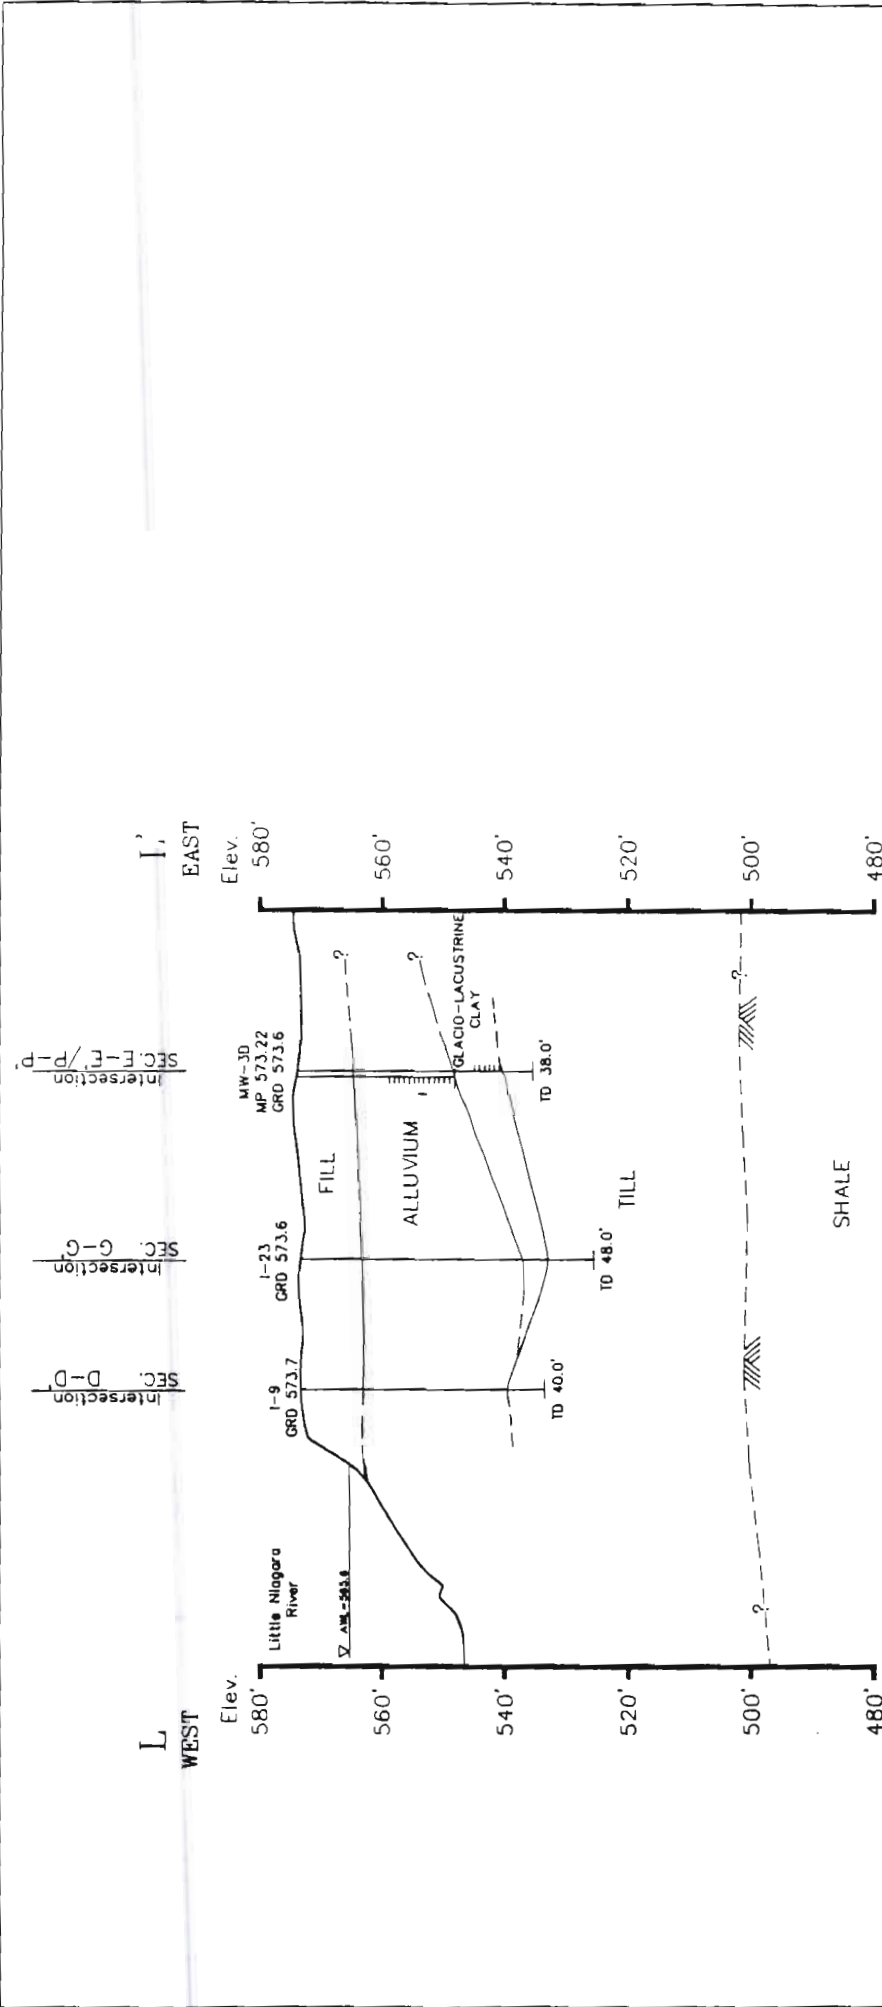 L
WEST
L'
EAST
Intersection
SEC. D-D'
Intersection
SEC. G-G'
Intersection
SEC. E-E'/P-P'
Elev.
580'
560'
540'
520'
500'
480'
Elev.
580'
560'
540'
520'
500'
480'
Little Niagara
River
I-9
GRD 573.7
I-23
GRD 573.6
MW-3D
MP 573.22
GRD 573.6
FILL
?
ALLUVIUM
?
GLACIO-LACUSTRINE
CLAY
TD 40.0'
TD 48.0'
TD 38.0'
TILL
?
?
SHALE